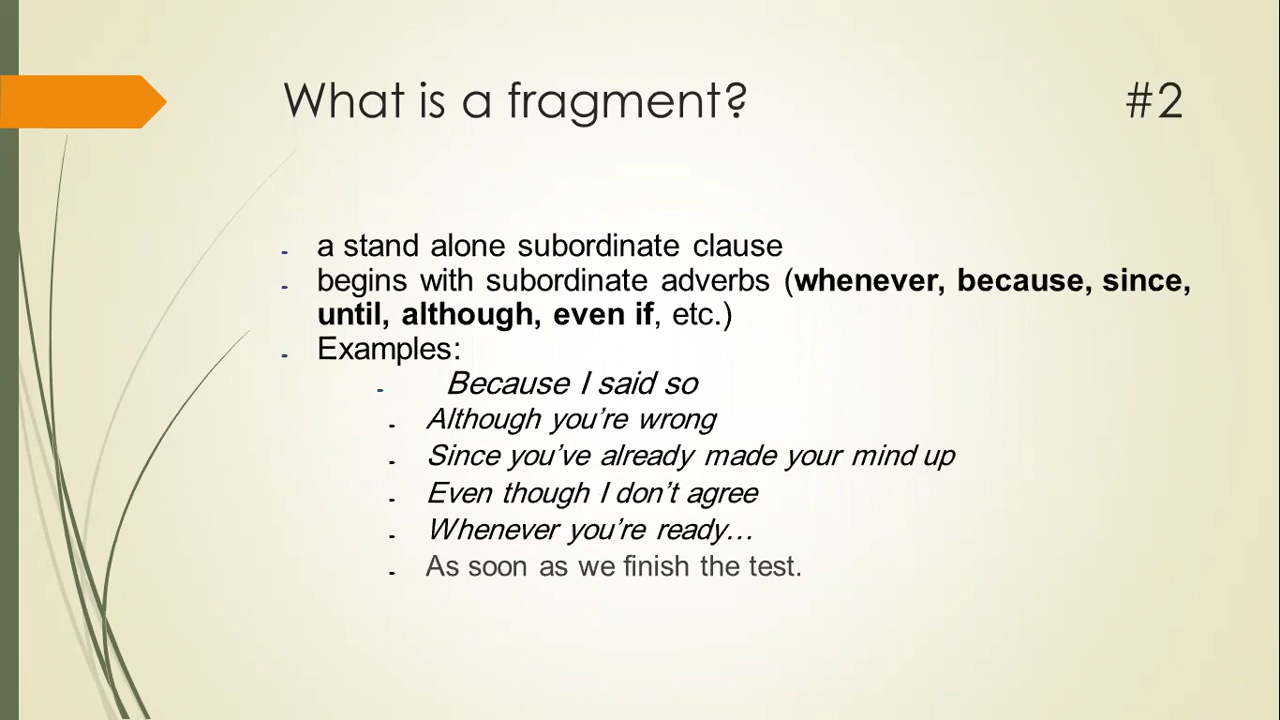 What is a fragment? #2
- a stand alone subordinate clause
- begins with subordinate adverbs (whenever, because, since,
until, although, even if, etc.)
- Examples:
- Because I said so
- Although you’re wrong
- Since you’ve already made your mind up
- Even though I don’t agree
- Whenever you’re ready…
- As soon as we finish the test.